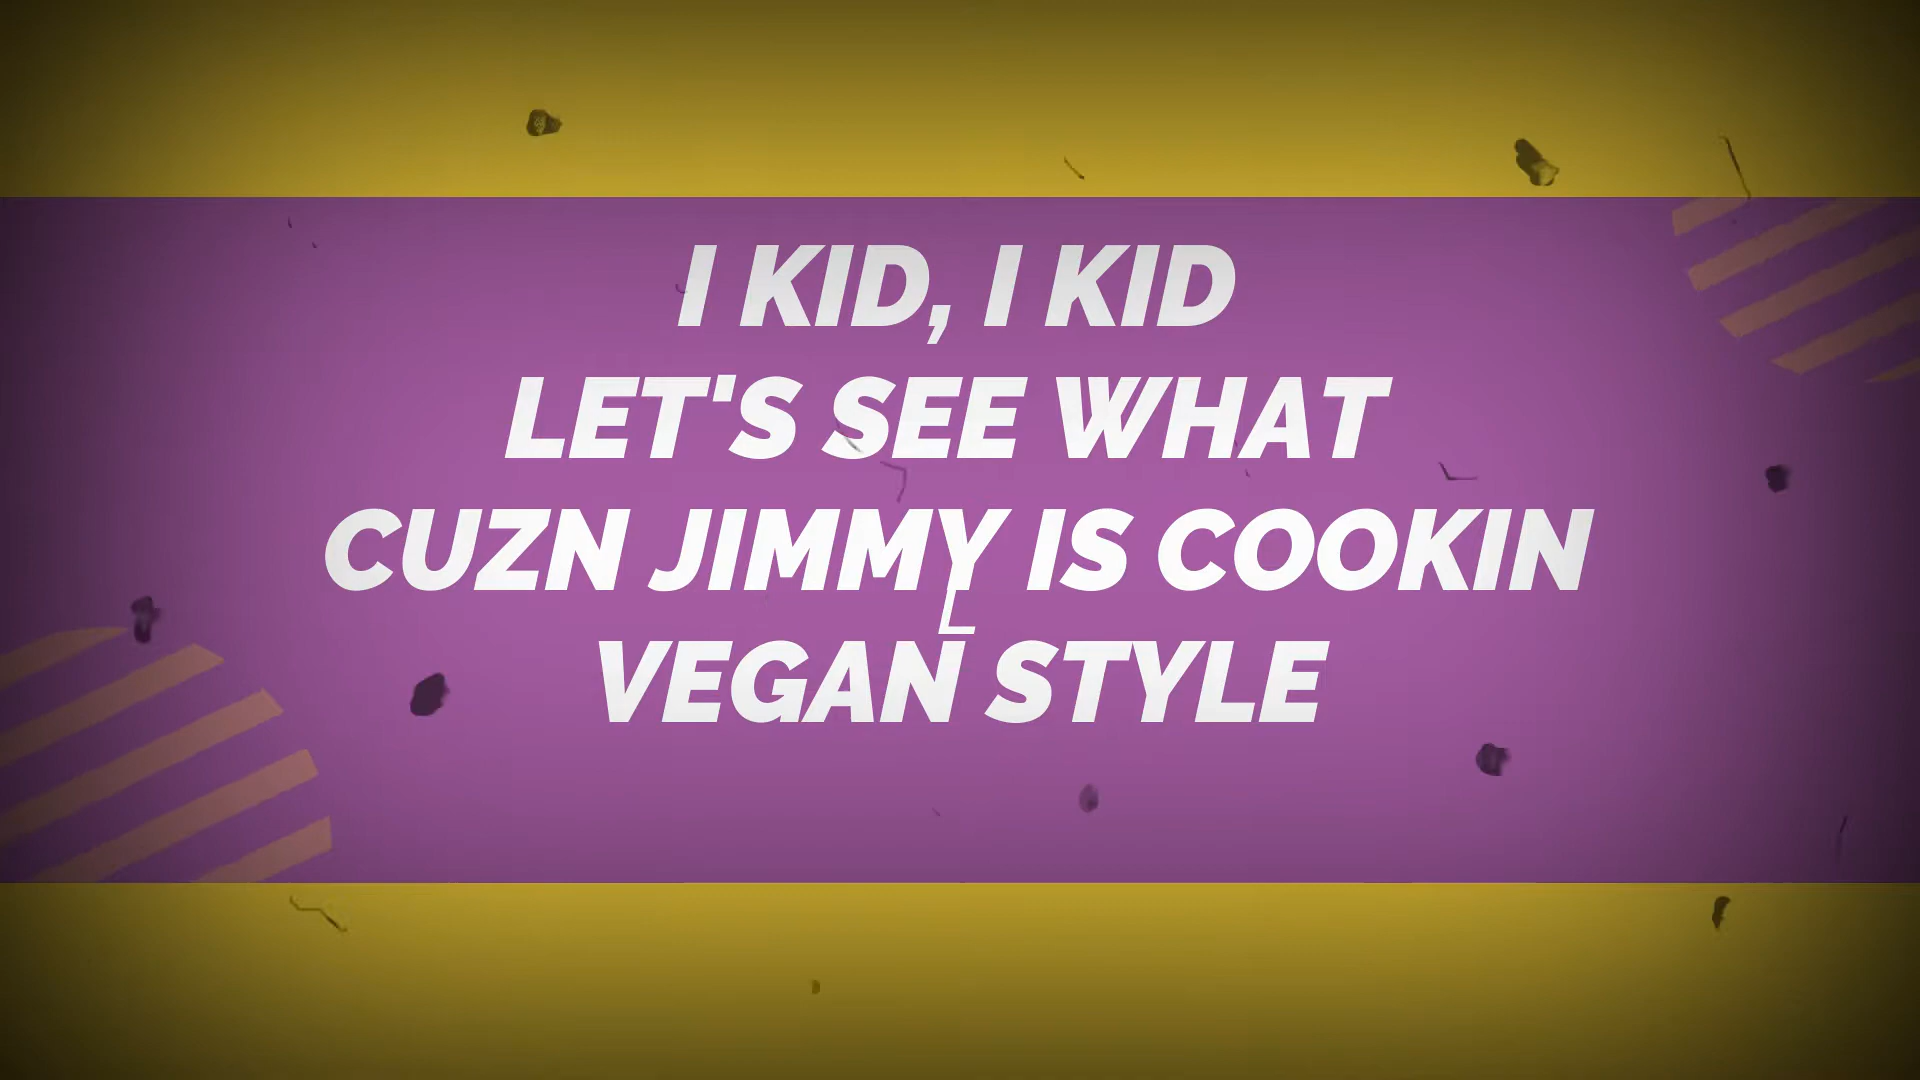 I KID, I KID
LET'S SEE WHAT
CUZN JIMMY IS COOKIN
L
VEGAN STYLE